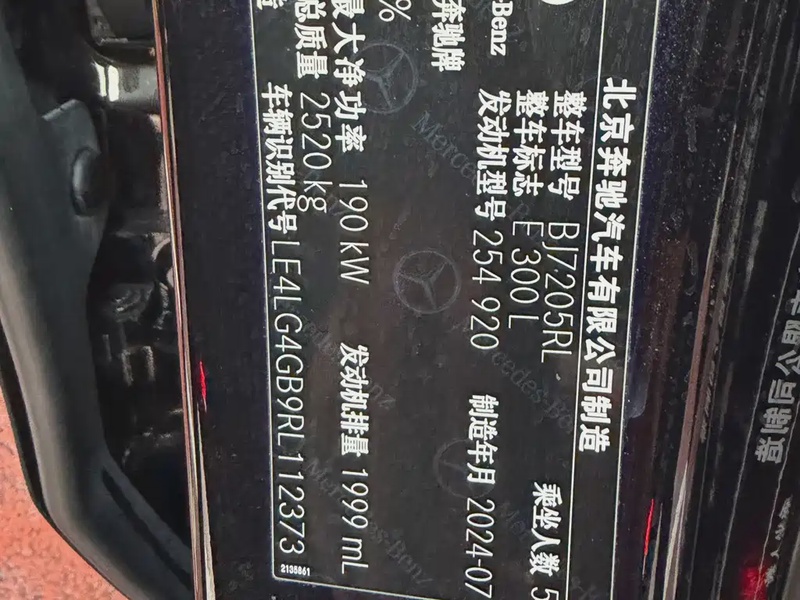 北京奔驰汽车有限公司制造
整车型号 BJ7205RL
整车标志 E 300 L 乘坐人数 5
发动机型号 254 920 制造年月 2024-07
-Benz
奔驰牌
%
最大净功率 190 kW 发动机排量 1999 mL
总质量 2520 kg
车辆识别代号 LE4LG4GB9RL112373
2135861
Mercedes-Benz